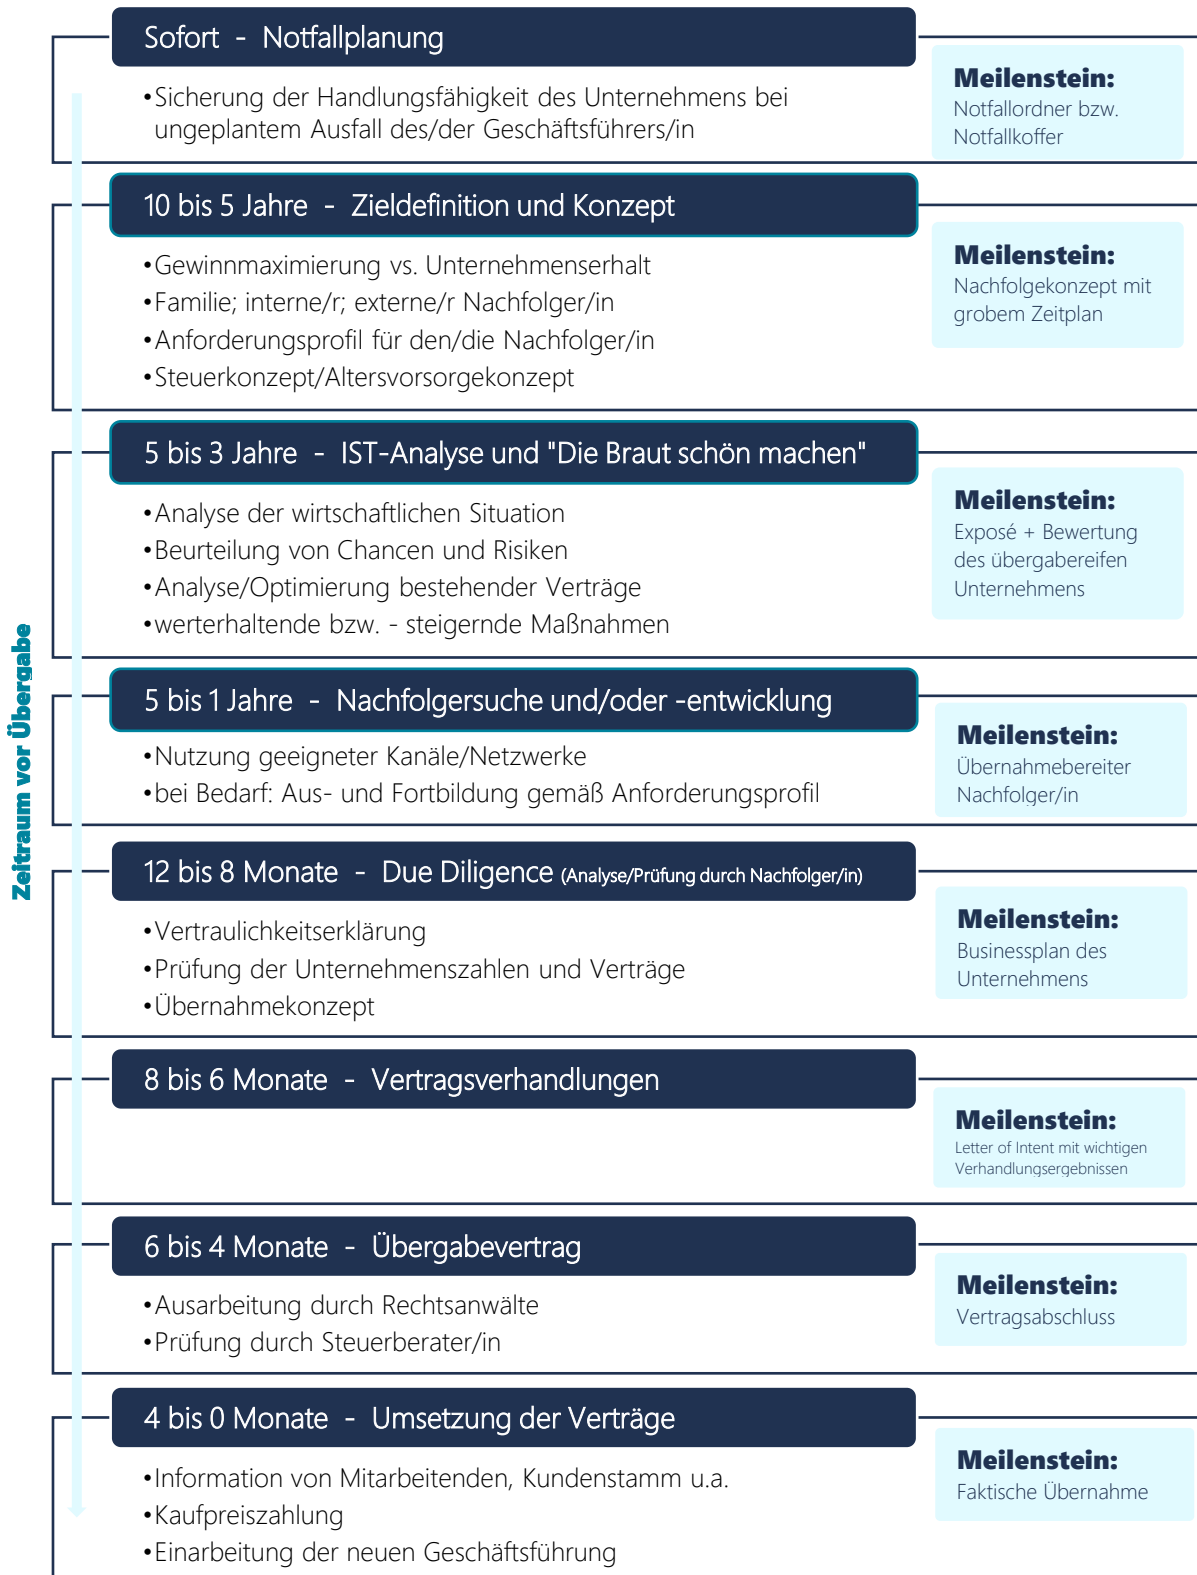 Zeitraum vor Übergabe
Sofort - Notfallplanung
•Sicherung der Handlungsfähigkeit des Unternehmens bei
ungeplantem Ausfall des/der Geschäftsführers/in
Meilenstein:
Notfallordner bzw.
Notfallkoffer
10 bis 5 Jahre - Zieldefinition und Konzept
•Gewinnmaximierung vs. Unternehmenserhalt
•Familie; interne/r; externe/r Nachfolger/in
•Anforderungsprofil für den/die Nachfolger/in
•Steuerkonzept/Altersvorsorgekonzept
Meilenstein:
Nachfolgekonzept mit
grobem Zeitplan
5 bis 3 Jahre - IST-Analyse und "Die Braut schön machen"
•Analyse der wirtschaftlichen Situation
•Beurteilung von Chancen und Risiken
•Analyse/Optimierung bestehender Verträge
•werterhaltende bzw. - steigernde Maßnahmen
Meilenstein:
Exposé + Bewertung
des übergabereifen
Unternehmens
5 bis 1 Jahre - Nachfolgersuche und/oder -entwicklung
•Nutzung geeigneter Kanäle/Netzwerke
•bei Bedarf: Aus- und Fortbildung gemäß Anforderungsprofil
Meilenstein:
Übernahmebereiter
Nachfolger/in
12 bis 8 Monate - Due Diligence (Analyse/Prüfung durch Nachfolger/in)
•Vertraulichkeitserklärung
•Prüfung der Unternehmenszahlen und Verträge
•Übernahmekonzept
Meilenstein:
Businessplan des
Unternehmens
8 bis 6 Monate - Vertragsverhandlungen
Meilenstein:
Letter of Intent mit wichtigen
Verhandlungsergebnissen
6 bis 4 Monate - Übergabevertrag
•Ausarbeitung durch Rechtsanwälte
•Prüfung durch Steuerberater/in
Meilenstein:
Vertragsabschluss
4 bis 0 Monate - Umsetzung der Verträge
•Information von Mitarbeitenden, Kundenstamm u.a.
•Kaufpreiszahlung
•Einarbeitung der neuen Geschäftsführung
Meilenstein:
Faktische Übernahme